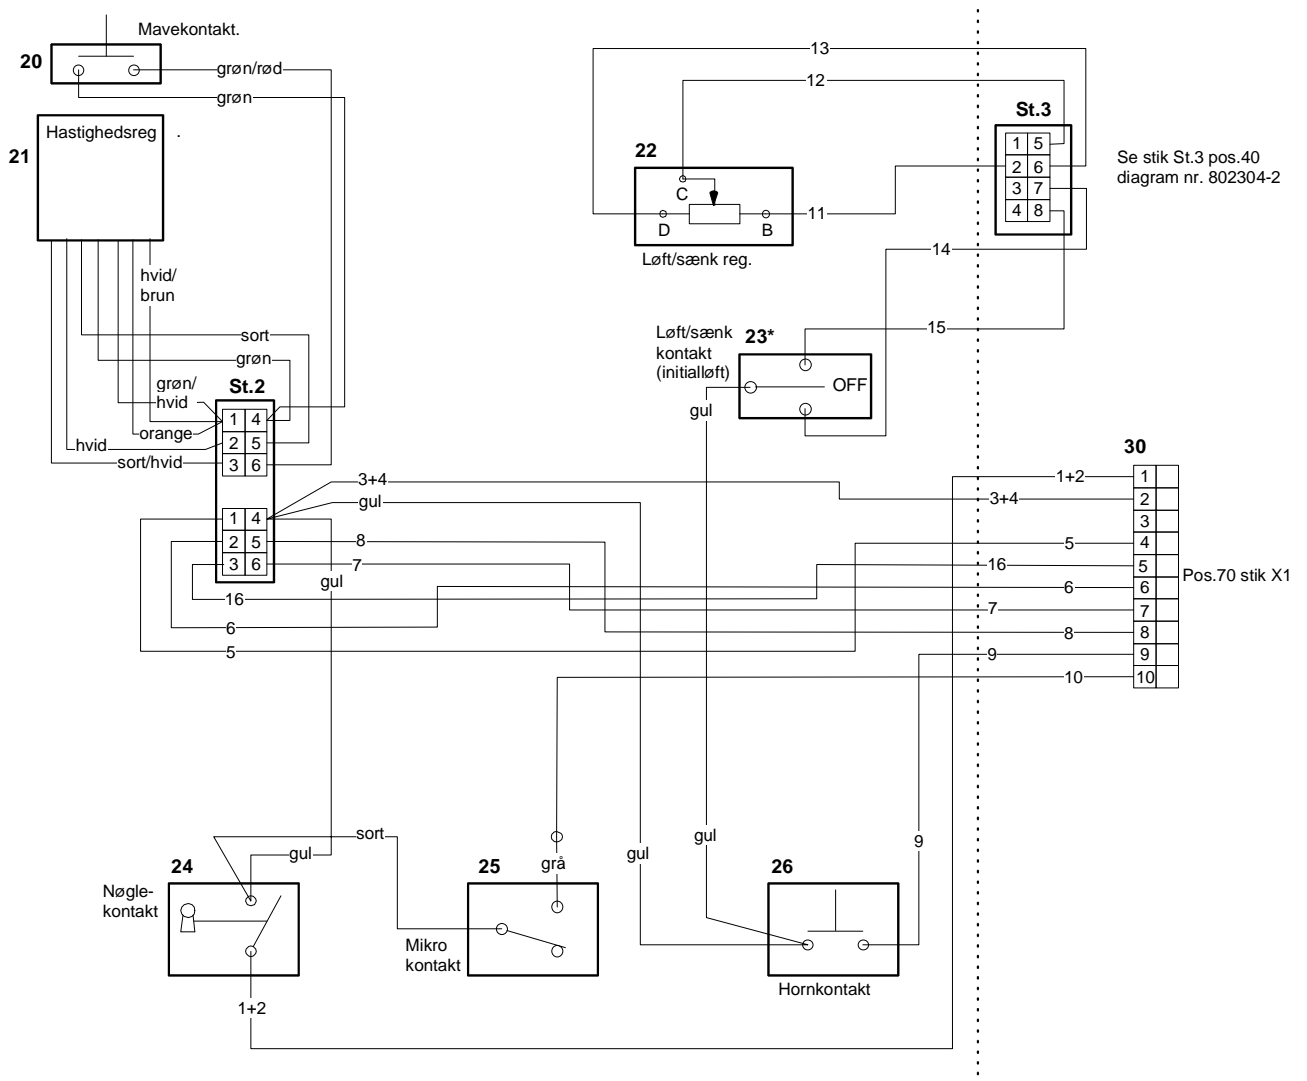 Mavekontakt.
20
grøn/rød
grøn
Hastighedsreg .
21
hvid/
brun
sort
grøn
St.2
grøn/
hvid
orange
hvid
sort/hvid
1 4
2 5
3 6
1 4
2 5
3 6
13
12
St.3
1 5
2 6
3 7
4 8
Se stik St.3 pos.40
diagram nr. 802304-2
22
C
D
B
11
Løft/sænk reg.
14
15
Løft/sænk
kontakt
(initialløft)
23*
OFF
gul
30
3+4
gul
1+2
3+4
8
7
gul
16
6
5
5
16
6
7
8
9
10
1
2
3
4
5
6
7
8
9
10
Pos.70 stik X1
sort
gul
24
Nøgle-
kontakt
1+2
25
grå
Mikro
kontakt
gul
gul
26
9
Hornkontakt